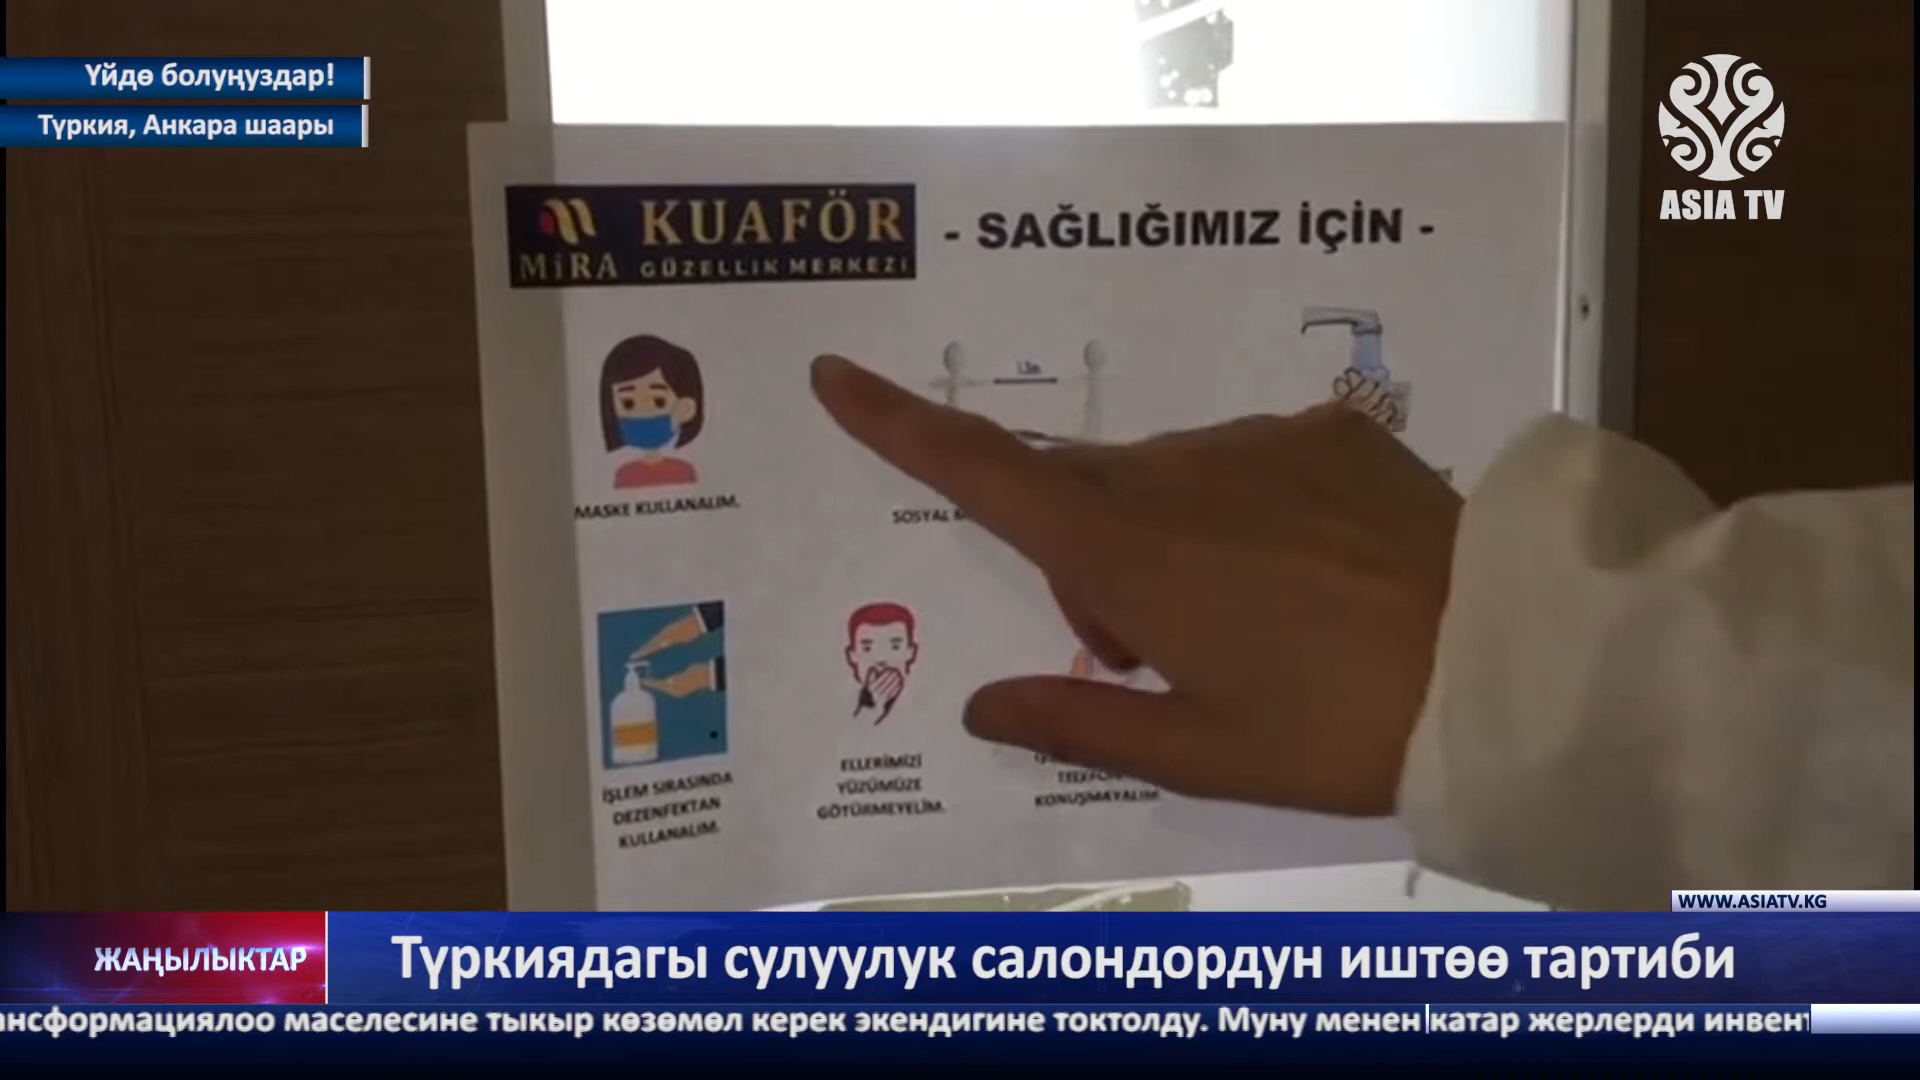 Үйдө болуңуздар!
Түркия, Анкара шаары
ASIA TV
MİRA KUAFÖR
GÜZELLİK MERKEZİ
- SAĞLIĞIMIZ İÇİN -
MASKE KULLANALIM.
SOSYAL
İŞLEM SIRASINDA
DEZENFEKTAN
KULLANALIM.
ELLERİMİZİ
YÜZÜMÜZE
GÖTÜRMEYELİM.
KONUŞMAYALIM.
WWW.ASIATV.KG
ЖАҢЫЛЫКТАР
Түркиядагы сулуулук салондордун иштөө тартиби
ансформациялоо маселесине тыкыр көзөмөл керек экендигине токтолду. Муну менен катар жерлерди инвент